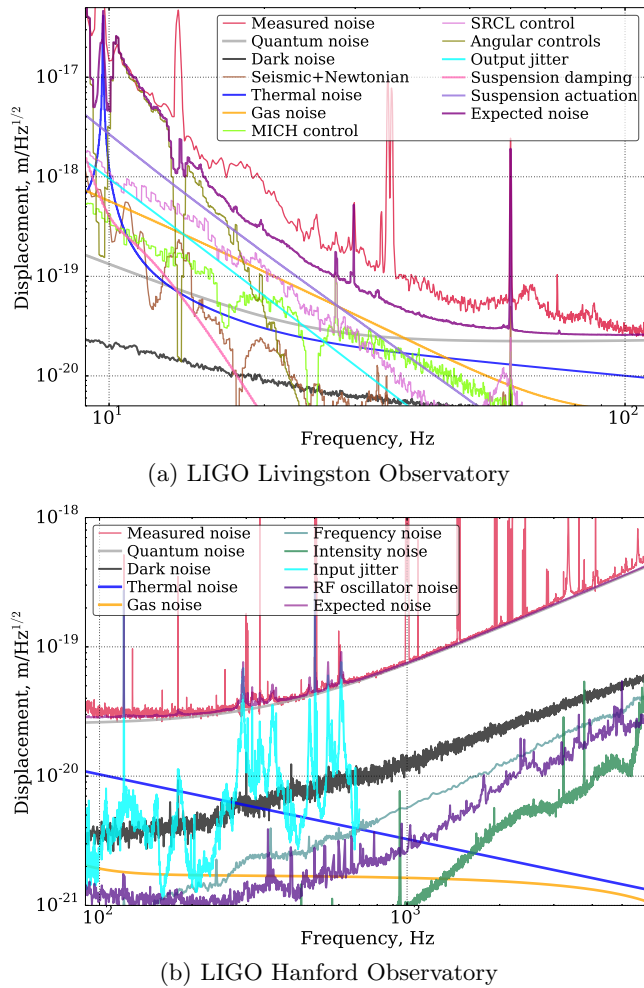 Measured noise
Quantum noise
Dark noise
Seismic+Newtonian
Thermal noise
Gas noise
MICH control
SRCL control
Angular controls
Output jitter
Suspension damping
Suspension actuation
Expected noise
Displacement, m/Hz^{1/2}
10^{-17}
10^{-18}
10^{-19}
10^{-20}
10^1
10^2
Frequency, Hz
(a) LIGO Livingston Observatory
Measured noise
Quantum noise
Dark noise
Thermal noise
Gas noise
Frequency noise
Intensity noise
Input jitter
RF oscillator noise
Expected noise
Displacement, m/Hz^{1/2}
10^{-18}
10^{-19}
10^{-20}
10^{-21}
10^2
10^3
Frequency, Hz
(b) LIGO Hanford Observatory